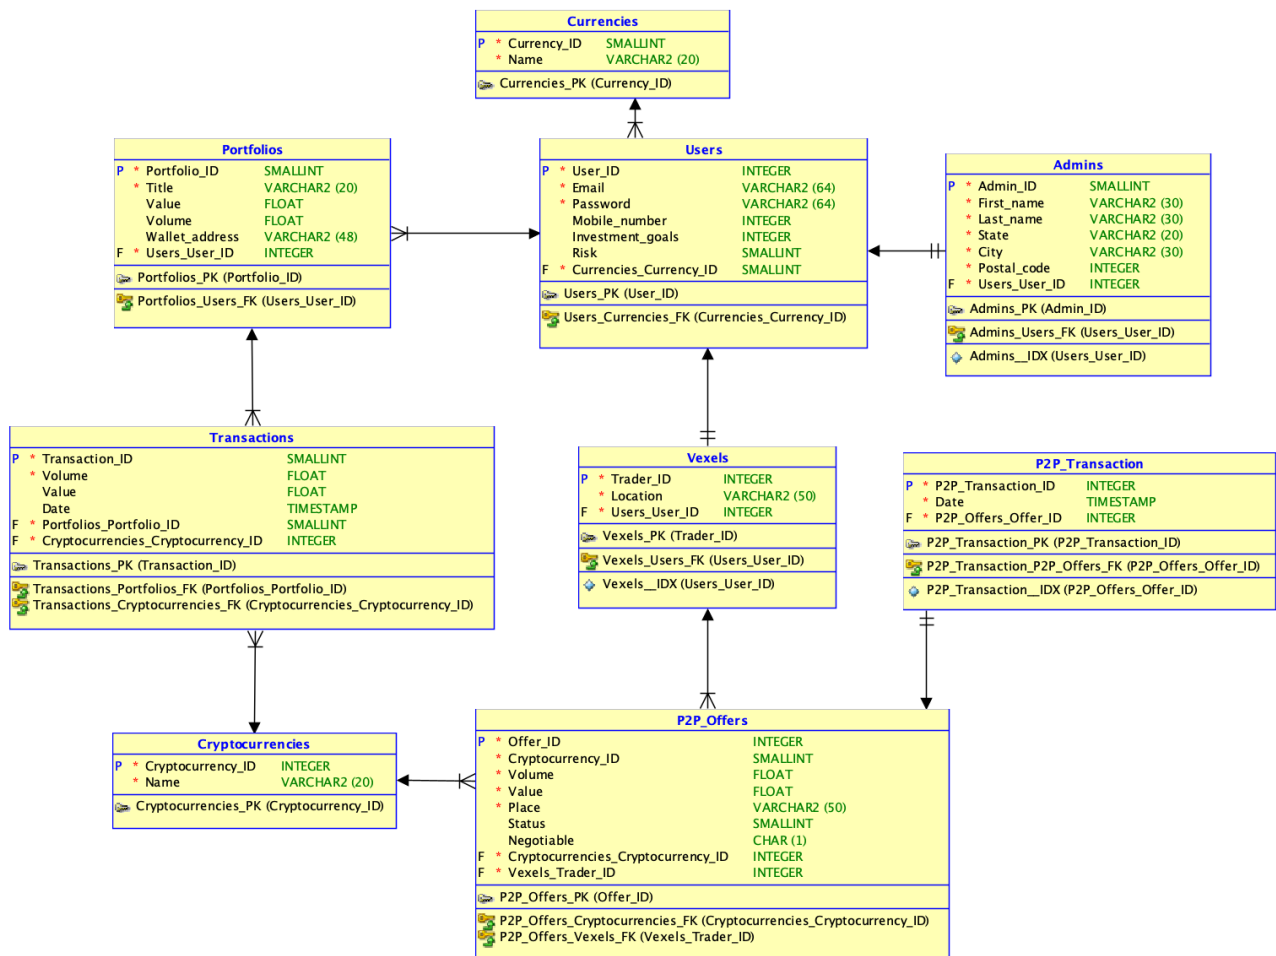 Currencies
P * Currency_ID SMALLINT
* Name VARCHAR2 (20)
Currencies_PK (Currency_ID)
Portfolios
P * Portfolio_ID SMALLINT
* Title VARCHAR2 (20)
Value FLOAT
Volume FLOAT
Wallet_address VARCHAR2 (48)
F * Users_User_ID INTEGER
Portfolios_PK (Portfolio_ID)
Portfolios_Users_FK (Users_User_ID)
Users
P * User_ID INTEGER
* Email VARCHAR2 (64)
* Password VARCHAR2 (64)
Mobile_number INTEGER
Investment_goals INTEGER
Risk SMALLINT
F * Currencies_Currency_ID SMALLINT
Users_PK (User_ID)
Users_Currencies_FK (Currencies_Currency_ID)
Admins
P * Admin_ID SMALLINT
* First_name VARCHAR2 (30)
* Last_name VARCHAR2 (30)
* State VARCHAR2 (20)
* City VARCHAR2 (30)
* Postal_code INTEGER
F * Users_User_ID INTEGER
Admins_PK (Admin_ID)
Admins_Users_FK (Users_User_ID)
Admins__IDX (Users_User_ID)
Transactions
P * Transaction_ID SMALLINT
* Volume FLOAT
Value FLOAT
Date TIMESTAMP
F * Portfolios_Portfolio_ID SMALLINT
F * Cryptocurrencies_Cryptocurrency_ID INTEGER
Transactions_PK (Transaction_ID)
Transactions_Portfolios_FK (Portfolios_Portfolio_ID)
Transactions_Cryptocurrencies_FK (Cryptocurrencies_Cryptocurrency_ID)
Vexels
P * Trader_ID INTEGER
* Location VARCHAR2 (50)
F * Users_User_ID INTEGER
Vexels_PK (Trader_ID)
Vexels_Users_FK (Users_User_ID)
Vexels__IDX (Users_User_ID)
P2P_Transaction
P * P2P_Transaction_ID INTEGER
* Date TIMESTAMP
F * P2P_Offers_Offer_ID INTEGER
P2P_Transaction_PK (P2P_Transaction_ID)
P2P_Transaction_P2P_Offers_FK (P2P_Offers_Offer_ID)
P2P_Transaction__IDX (P2P_Offers_Offer_ID)
Cryptocurrencies
P * Cryptocurrency_ID INTEGER
* Name VARCHAR2 (20)
Cryptocurrencies_PK (Cryptocurrency_ID)
P2P_Offers
P * Offer_ID INTEGER
* Cryptocurrency_ID SMALLINT
* Volume FLOAT
* Value FLOAT
* Place VARCHAR2 (50)
Status SMALLINT
Negotiable CHAR (1)
F * Cryptocurrencies_Cryptocurrency_ID INTEGER
F * Vexels_Trader_ID INTEGER
P2P_Offers_PK (Offer_ID)
P2P_Offers_Cryptocurrencies_FK (Cryptocurrencies_Cryptocurrency_ID)
P2P_Offers_Vexels_FK (Vexels_Trader_ID)